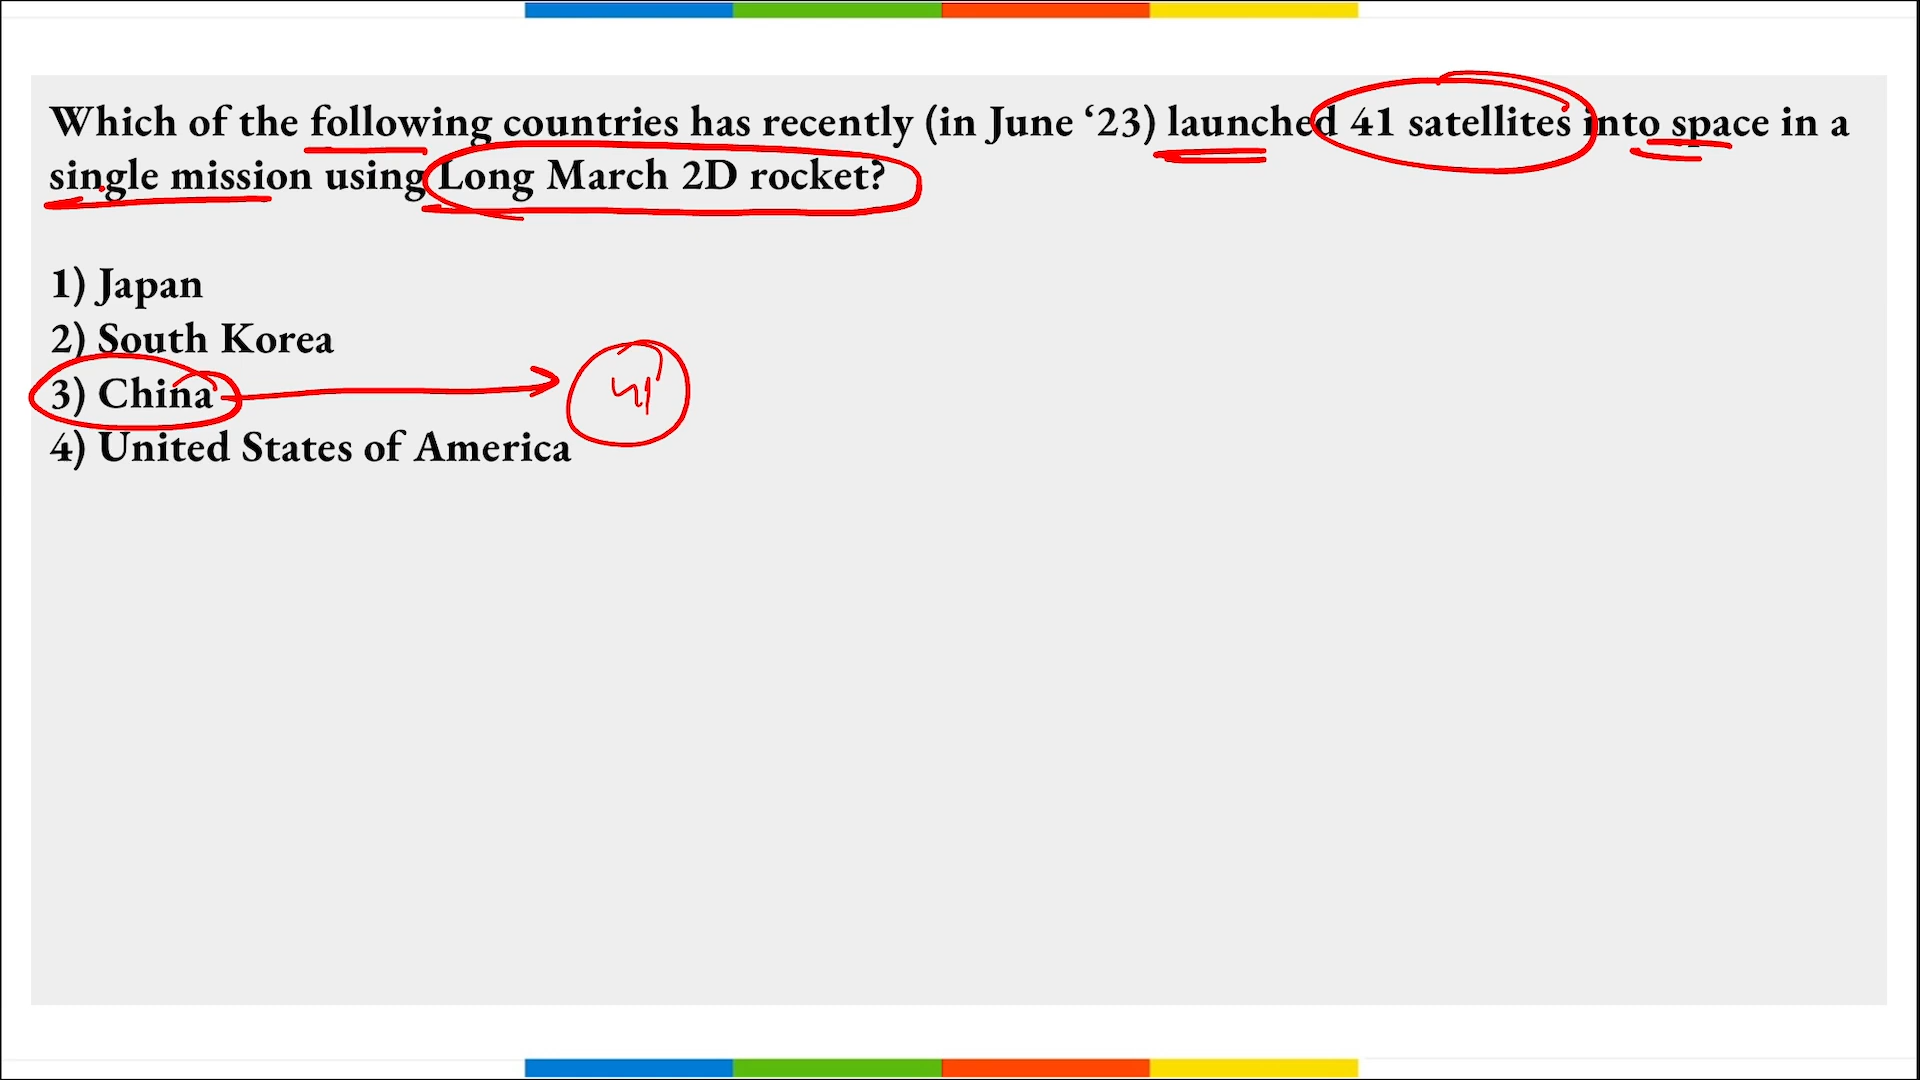 Which of the following countries has recently (in June ‘23) launched 41 satellites into space in a
single mission using Long March 2D rocket?
1) Japan
2) South Korea
3) China
41
4) United States of America